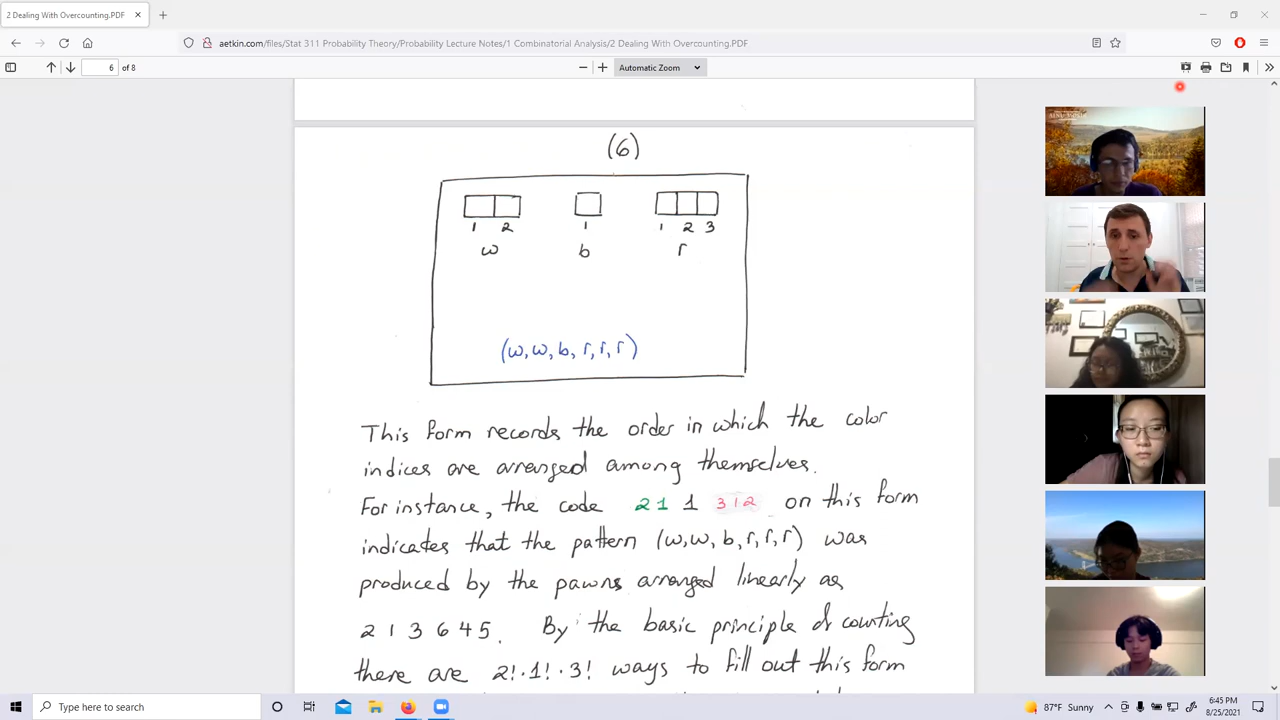 2 Dealing With Overcounting.PDF
aetkin.com/files/Stat 311 Probability Theory/Probability Lecture Notes/1 Combinatorial Analysis/2 Dealing With Overcounting.PDF
6 of 8
Automatic Zoom
(6)
1 2 1 1 2 3
w b r
(w,w,b,r,r,r)
This form records the order in which the color
indices are arranged among themselves.
For instance, the code 21 1 312 on this form
indicates that the pattern (w,w,b,r,r,r) was
produced by the pawns arranged linearly as
2 1 3 6 4 5. By the basic principle of counting
there are 2!·1!·3! ways to fill out this form
Type here to search
87°F Sunny
6:45 PM
8/25/2021